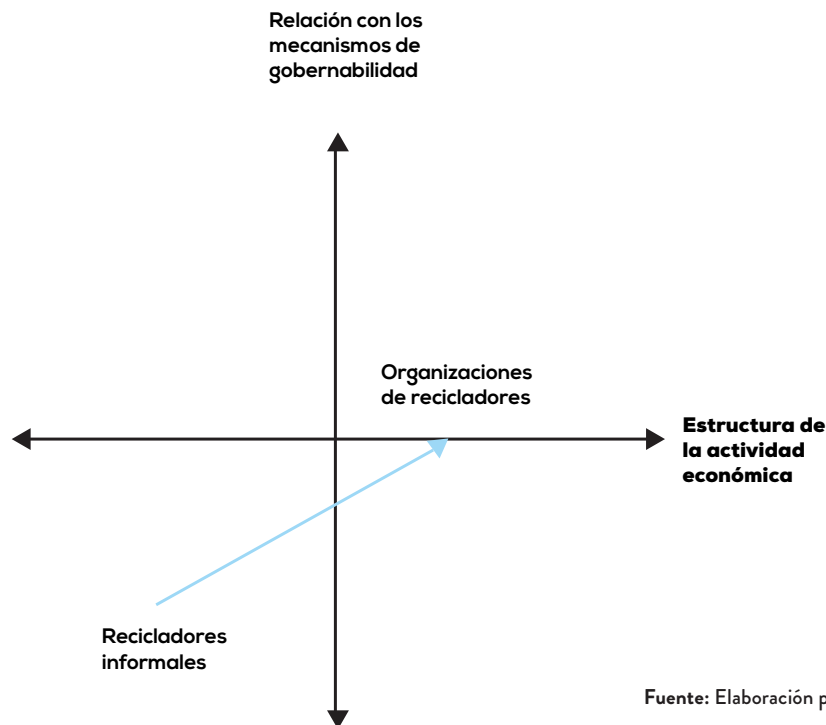 Relación con los
mecanismos de
gobernabilidad
Organizaciones
de recicladores
Estructura de
la actividad
económica
Recicladores
informales
Fuente: Elaboración p